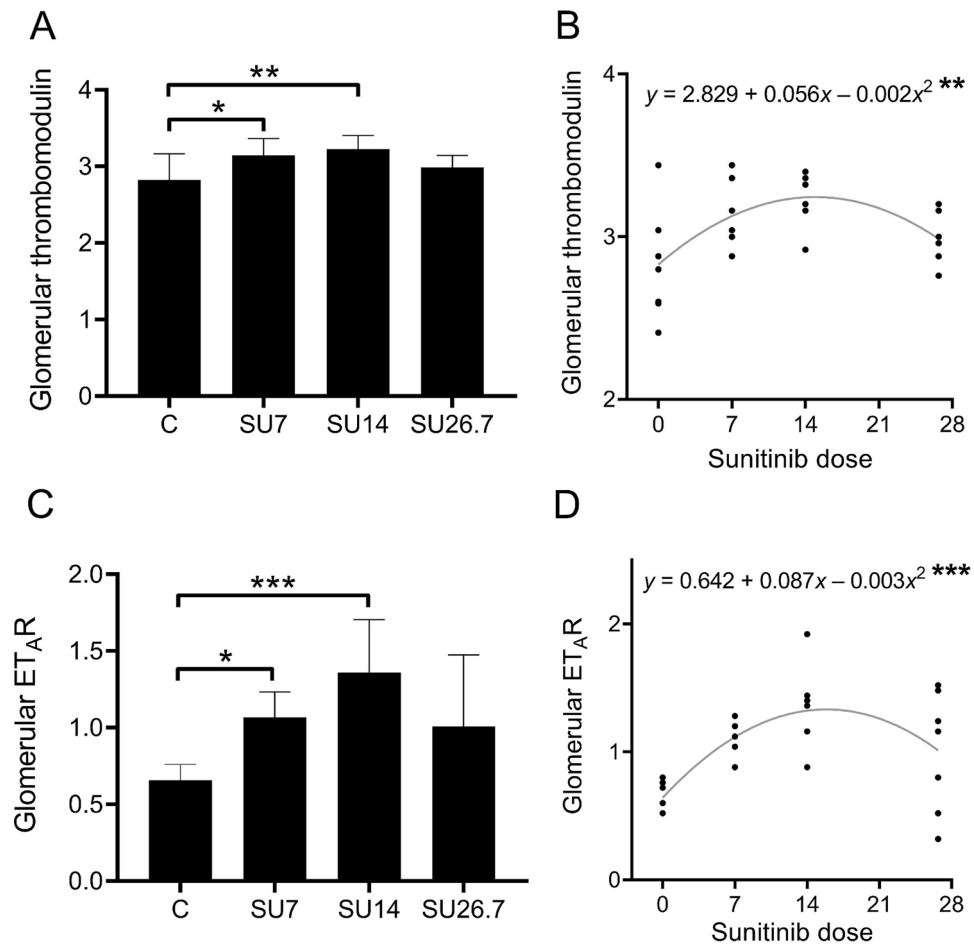 A
Glomerular thrombomodulin
4
3
2
1
0
**
*
C SU7 SU14 SU26.7
B
Glomerular thrombomodulin
4
3
2
y = 2.829 + 0.056x – 0.002x² **
0 7 14 21 28
Sunitinib dose
C
Glomerular ET_AR
2.0
1.5
1.0
0.5
0.0
***
*
C SU7 SU14 SU26.7
D
Glomerular ET_AR
2
1
0
y = 0.642 + 0.087x – 0.003x² ***
0 7 14 21 28
Sunitinib dose